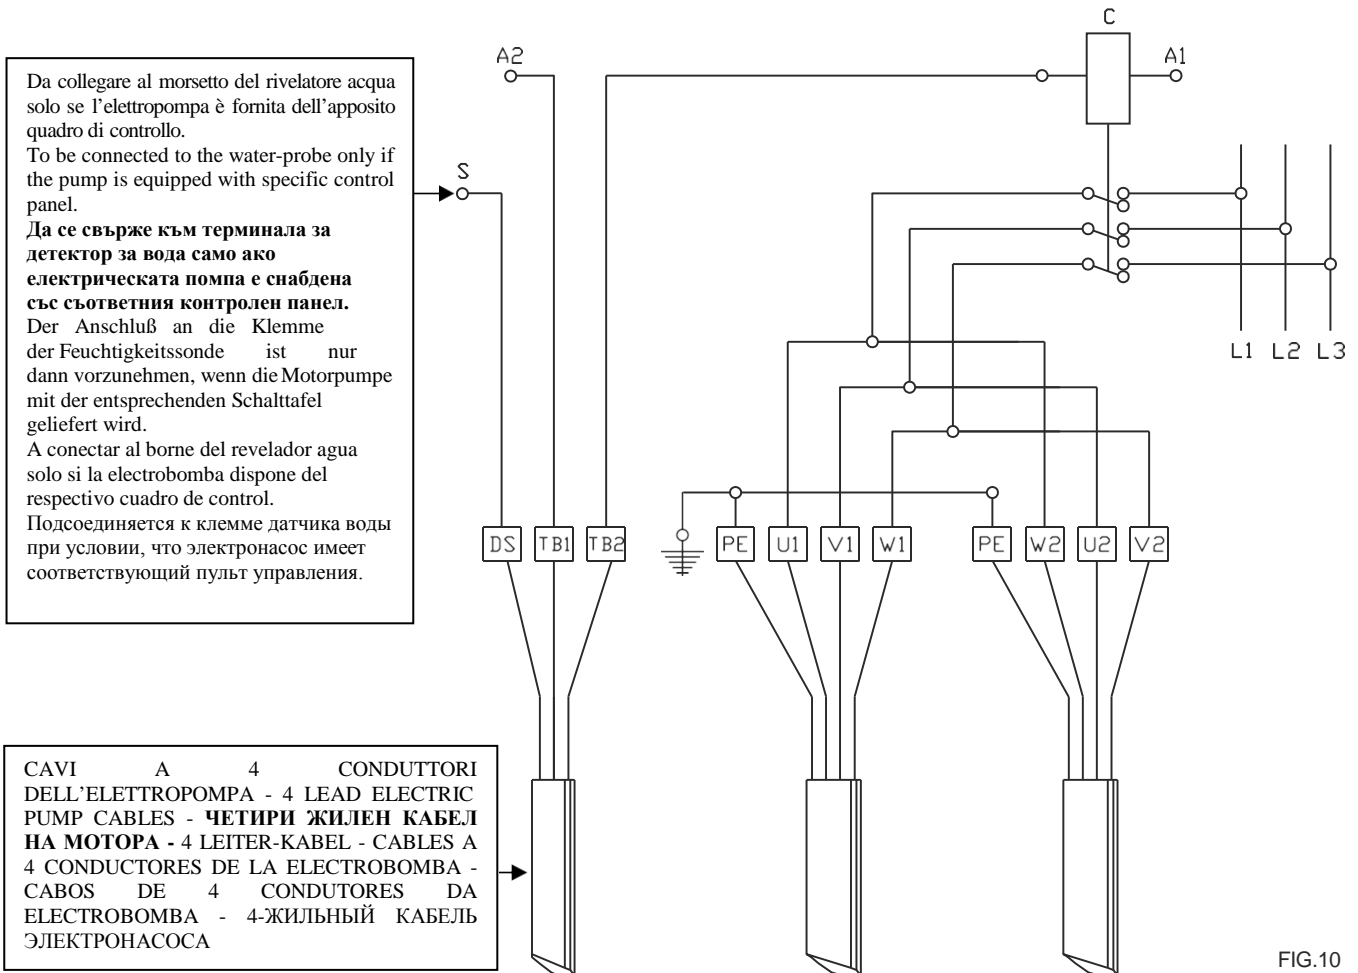 C
A2
A1
Da collegare al morsetto del rivelatore acqua
solo se l'elettropompa è fornita dell'apposito
quadro di controllo.
To be connected to the water-probe only if
the pump is equipped with specific control
panel.
Да се свърже към терминала за
детектор за вода само ако
електрическата помпа е снабдена
със съответния контролен панел.
Der Anschluß an die Klemme
der Feuchtigkeitssonde ist nur
dann vorzunehmen, wenn die Motorpumpe
mit der entsprechenden Schalttafel
geliefert wird.
A conectar al borne del revelador agua
solo si la electrobomba dispone del
respectivo cuadro de control.
Подсоединяется к клемме датчика воды
при условии, что электронасос имеет
соответствующий пульт управления.
S
L1 L2 L3
DS TB1 TB2 PE U1 V1 W1 PE W2 U2 V2
CAVI A 4 CONDUTTORI
DELL'ELETTROPOMPA - 4 LEAD ELECTRIC
PUMP CABLES - ЧЕТИРИ ЖИЛЕН КАБЕЛ
НА МОТОРА - 4 LEITER-KABEL - CABLES A
4 CONDUCTORES DE LA ELECTROBOMBA -
CABOS DE 4 CONDUTORES DA
ELECTROBOMBA - 4-ЖИЛЬНЫЙ КАБЕЛЬ
ЭЛЕКТРОНАСОСА
FIG.10